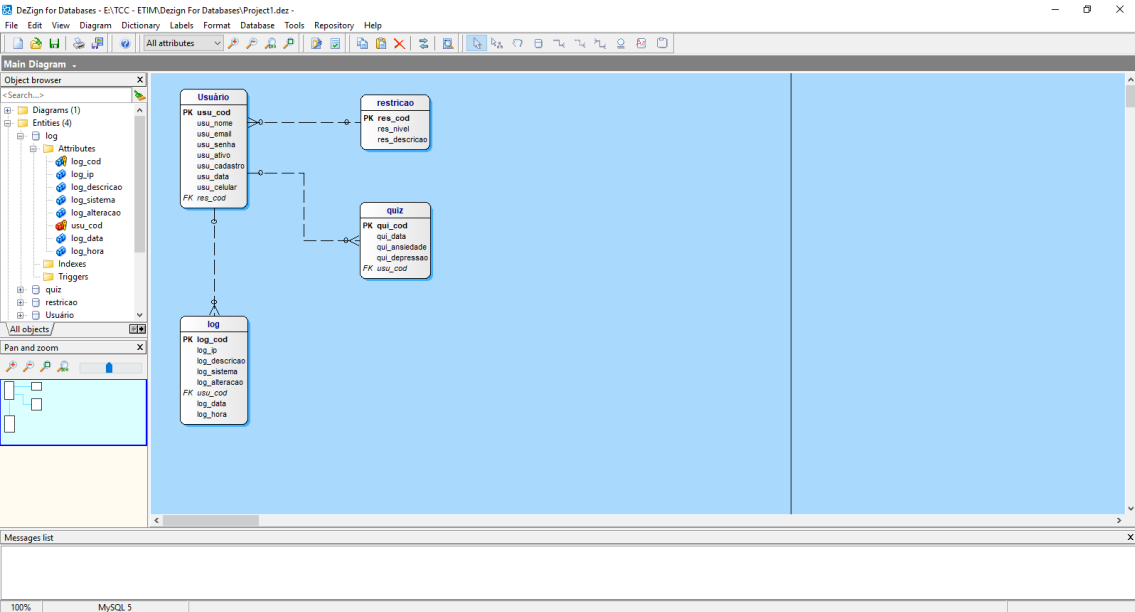 DeZign for Databases - E:\TCC - ETIM\Dezign For Databases\Project1.dez -
File Edit View Diagram Dictionary Labels Format Database Tools Repository Help
All attributes
Main Diagram
Object browser X
<Search...>
Diagrams (1)
Entities (4)
log
Attributes
log_cod
log_ip
log_descricao
log_sistema
log_alteracao
usu_cod
log_data
log_hora
Indexes
Triggers
quiz
restricao
Usuário
All objects
Pan and zoom X
Usuário
PK usu_cod
usu_nome
usu_email
usu_senha
usu_ativo
usu_cadastro
usu_data
usu_celular
FK res_cod
restricao
PK res_cod
res_nivel
res_descricao
quiz
PK qui_cod
qui_data
qui_ansiedade
qui_depressao
FK usu_cod
log
PK log_cod
log_ip
log_descricao
log_sistema
log_alteracao
FK usu_cod
log_data
log_hora
Messages list X
100% MySQL 5